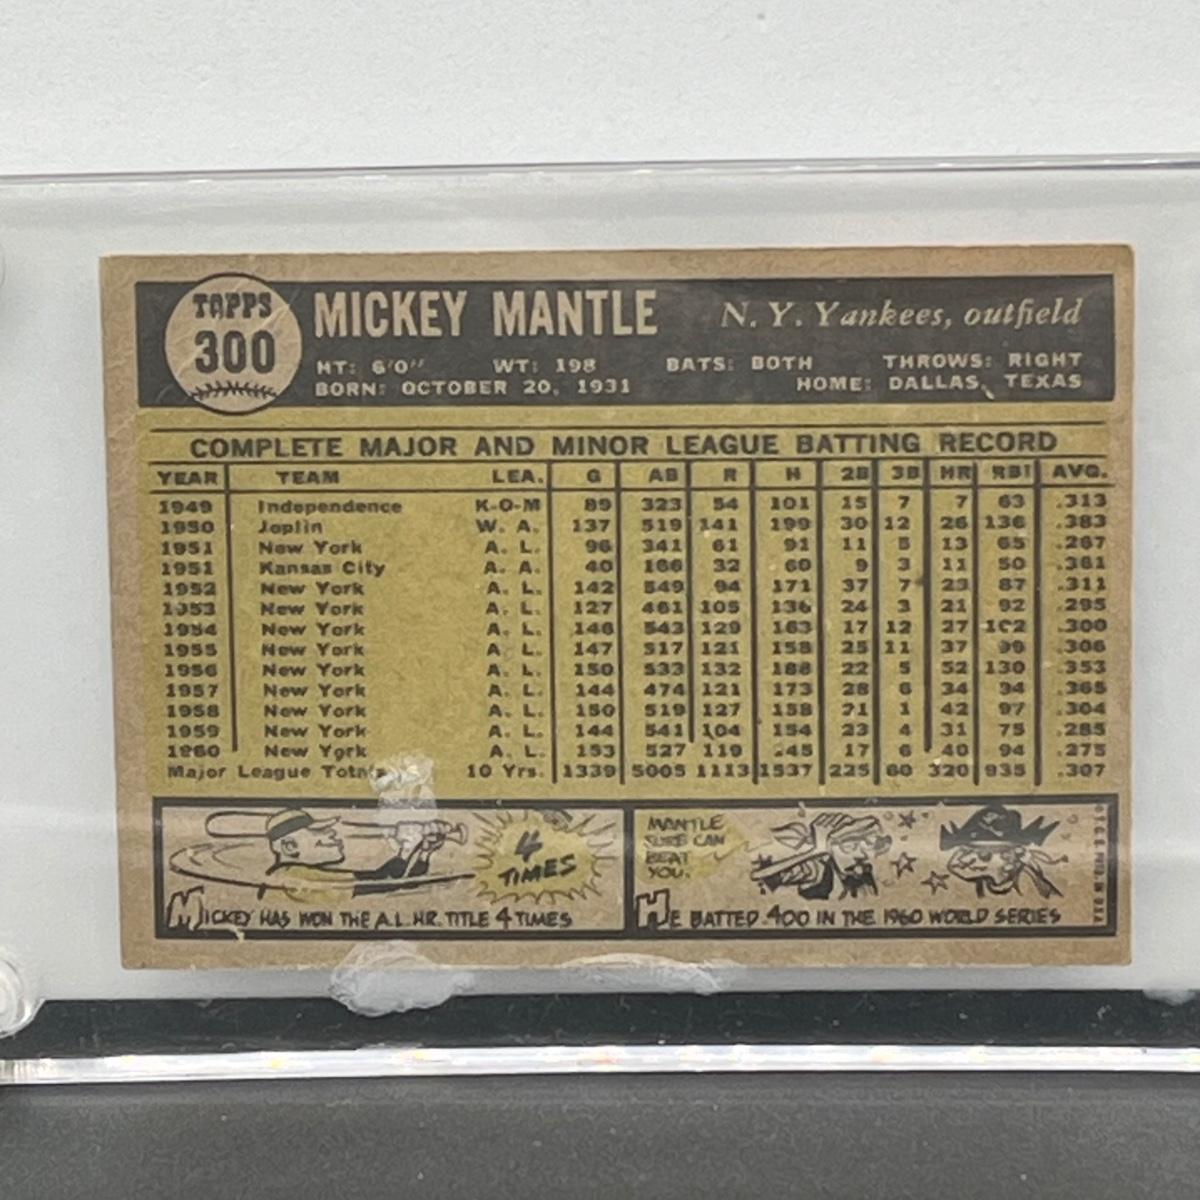 TOPPS
300
MICKEY MANTLE
N. Y. Yankees, outfield
HT: 6'0" WT: 198 BATS: BOTH THROWS: RIGHT
BORN: OCTOBER 20, 1931 HOME: DALLAS, TEXAS
COMPLETE MAJOR AND MINOR LEAGUE BATTING RECORD
YEAR TEAM LEA. G AB R H 2B 3B HR RBI AVG.
1949 Independence K-O-M 89 323 54 101 15 7 7 63 .313
1950 Joplin W. A. 137 519 141 199 30 12 26 136 .383
1951 New York A. L. 96 341 61 91 11 5 13 65 .267
1951 Kansas City A. A. 40 166 32 60 9 3 11 50 .361
1952 New York A. L. 142 549 94 171 37 7 23 87 .311
1953 New York A. L. 127 461 105 136 24 3 21 92 .295
1954 New York A. L. 146 543 129 163 17 12 27 102 .300
1955 New York A. L. 147 517 121 158 25 11 37 99 .306
1956 New York A. L. 150 533 132 188 22 5 52 130 .353
1957 New York A. L. 144 474 121 173 28 6 34 94 .365
1958 New York A. L. 150 519 127 158 21 1 42 97 .304
1959 New York A. L. 144 541 104 154 23 4 31 75 .285
1960 New York A. L. 153 527 119 145 17 6 40 94 .275
Major League Totals 10 Yrs. 1339 5005 1113 1537 225 60 320 935 .307
4
TIMES
MICKEY HAS WON THE A.L. HR. TITLE 4 TIMES
MANTLE
SURE CAN
BEAT
YOU.
HE BATTED .400 IN THE 1960 WORLD SERIES